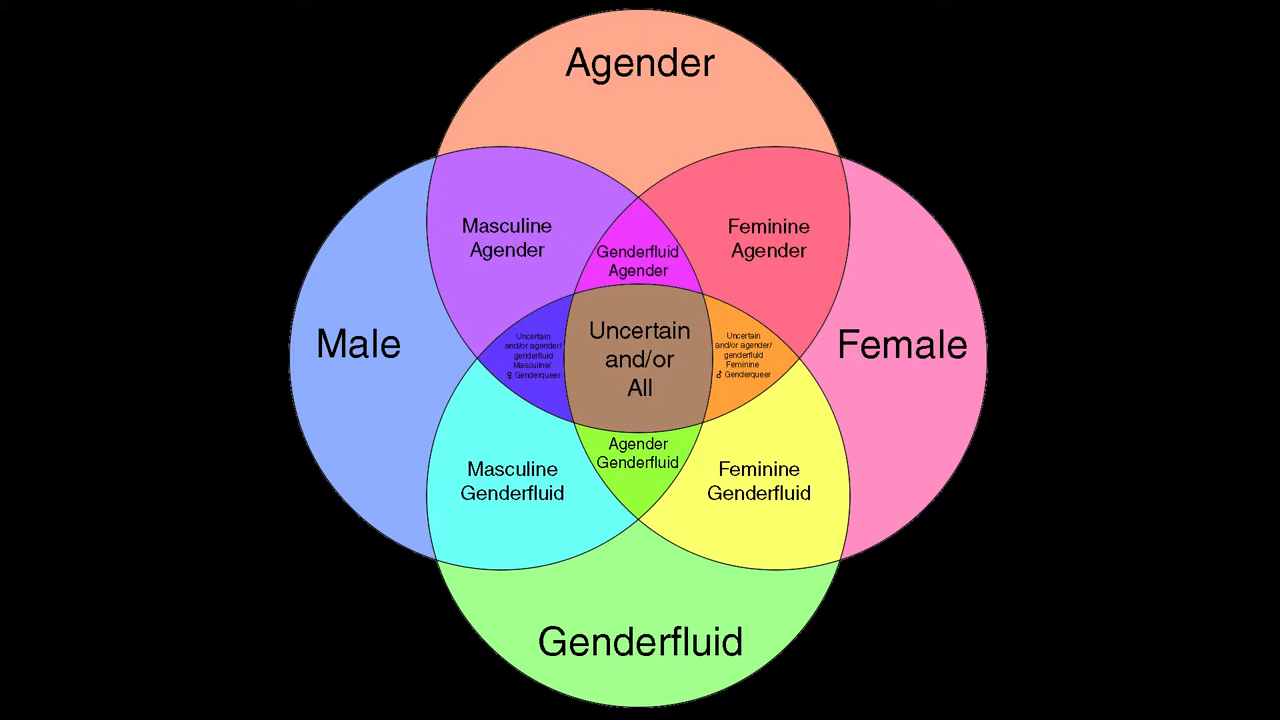 Agender
Masculine
Agender
Feminine
Agender
Genderfluid
Agender
Male
Uncertain
and/or agender/
genderfluid
Masculine/
♀ Genderqueer
Uncertain
and/or
All
Uncertain
and/or agender/
genderfluid
Feminine
♂ Genderqueer
Female
Agender
Genderfluid
Masculine
Genderfluid
Feminine
Genderfluid
Genderfluid